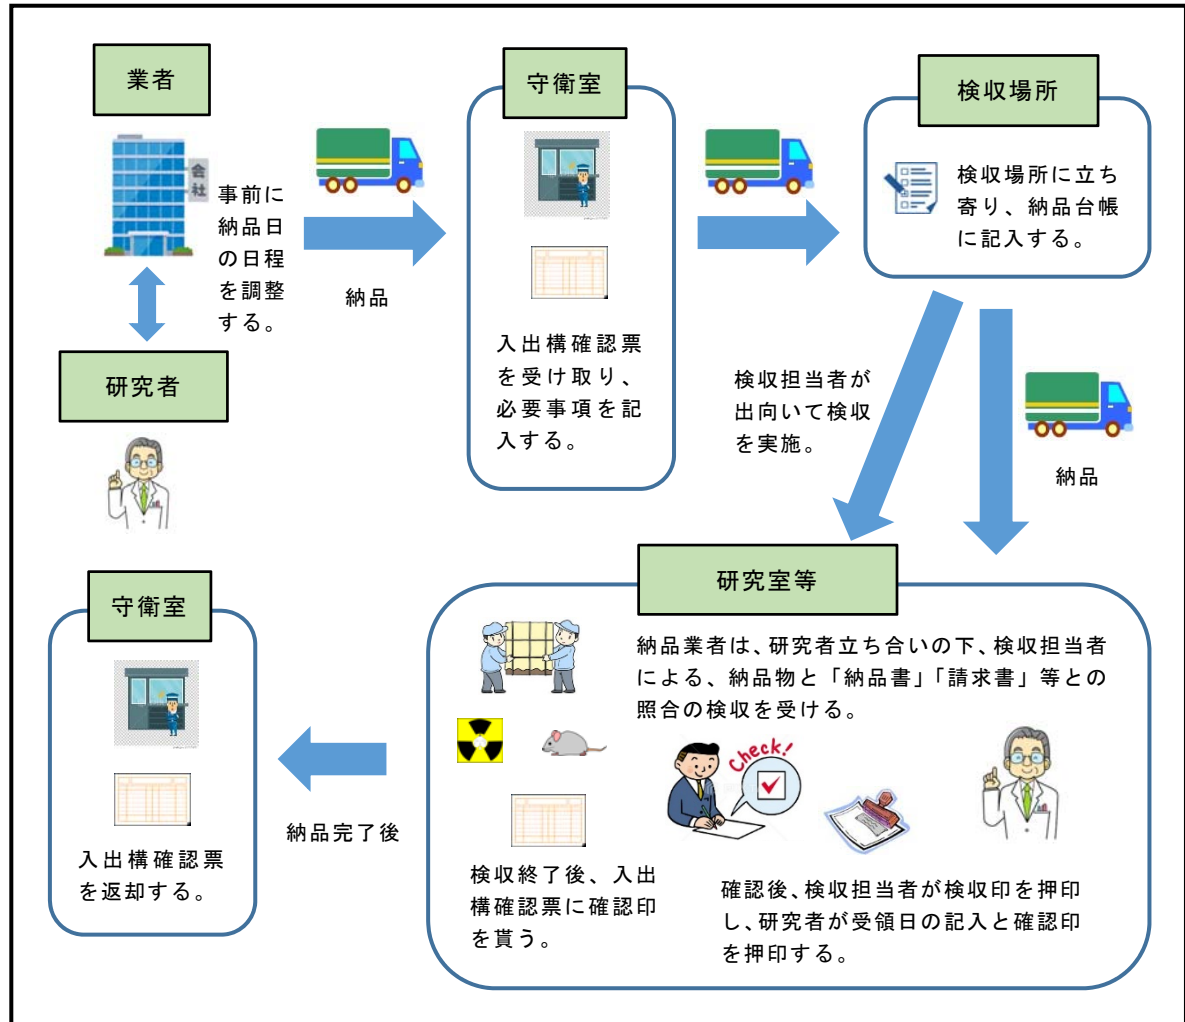 業者
会
社
事前に
納品日
の日程
を調整
する。
研究者
納品
守衛室
入出構確認票
を受け取り、
必要事項を記
入する。
検収場所
検収場所に立ち
寄り、納品台帳
に記入する。
検収担当者が
出向いて検収
を実施。
納品
研究室等
納品業者は、研究者立ち合いの下、検収担当者
による、納品物と「納品書」「請求書」等との
照合の検収を受ける。
Check!
検収終了後、入出
構確認票に確認印
を貰う。
確認後、検収担当者が検収印を押印
し、研究者が受領日の記入と確認印
を押印する。
納品完了後
守衛室
入出構確認票
を返却する。